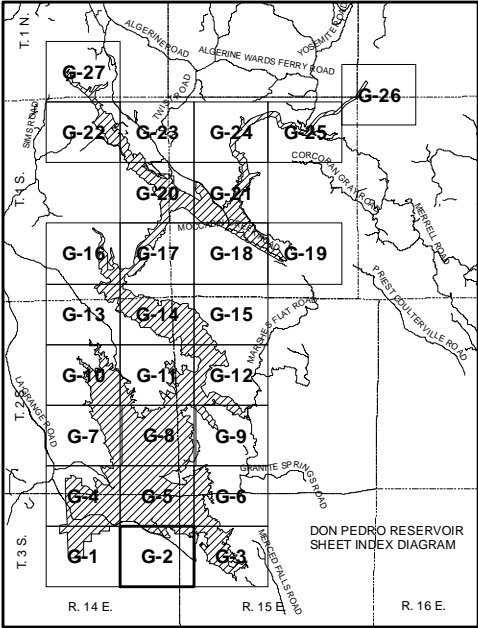 T. 1 N.
ALGERINE ROAD
ALGERINE WARDS FERRY ROAD
YOSEMITE ROAD
G-27
TWIST ROAD
G-26
SIMS ROAD
G-22
G-23
G-24
G-25
CORCORAN GRAY ROAD
T. 1 S.
G-20
G-21
MERRELL ROAD
G-16
G-17
G-18
G-19
PRIEST COULTERVILLE ROAD
G-13
G-14
G-15
MARSHES FLAT ROAD
G-10
G-11
G-12
LA GRANGE ROAD
T. 2 S.
G-7
G-8
G-9
GRANITE SPRINGS ROAD
G-4
G-5
G-6
T. 3 S.
G-1
G-2
G-3
MERCED FALLS ROAD
DON PEDRO RESERVOIR
SHEET INDEX DIAGRAM
R. 14 E.
R. 15 E.
R. 16 E.